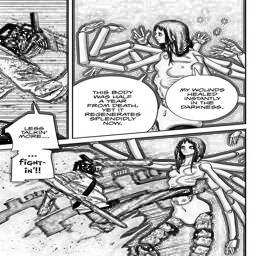 MY WOUNDS
HEALED
INSTANTLY
IN THE
DARKNESS.
THIS BODY
WAS HALF
A YEAR
FROM DEATH,
YET IT
REGENERATES
SPLENDIDLY
NOW.
LESS
TALKIN'
MORE...
...
FIGHT-
IN'!!